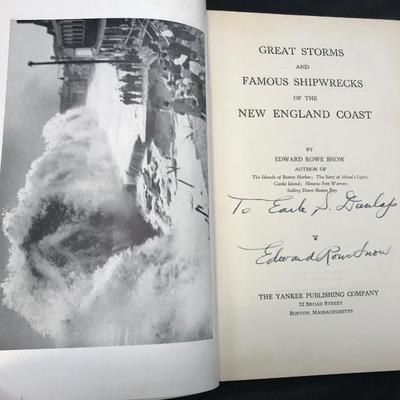 GREAT STORMS
AND
FAMOUS SHIPWRECKS
OF THE
NEW ENGLAND COAST
BY
EDWARD ROWE SNOW
AUTHOR OF
The Islands of Boston Harbor; The Story of Minot's Light;
Castle Island; Historic Fort Warren;
Sailing Down Boston Bay
To Earle S. Dunlap
Edward Rowe Snow
THE YANKEE PUBLISHING COMPANY
72 BROAD STREET
BOSTON, MASSACHUSETTS